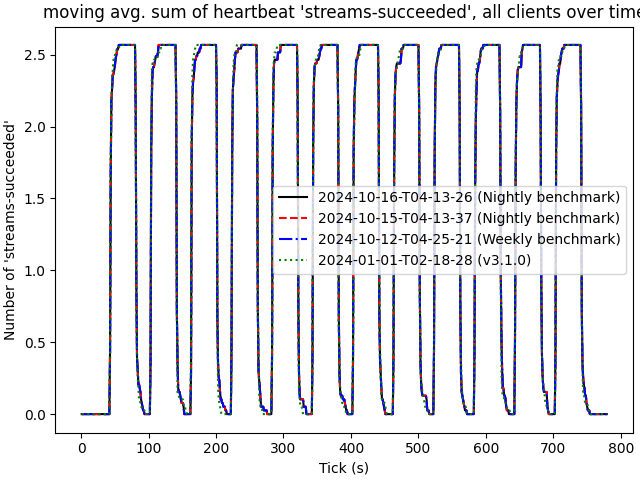 moving avg. sum of heartbeat 'streams-succeeded', all clients over time
Number of 'streams-succeeded'
2.5
2.0
1.5
1.0
0.5
0.0
2024-10-16-T04-13-26 (Nightly benchmark)
2024-10-15-T04-13-37 (Nightly benchmark)
2024-10-12-T04-25-21 (Weekly benchmark)
2024-01-01-T02-18-28 (v3.1.0)
0 100 200 300 400 500 600 700 800
Tick (s)